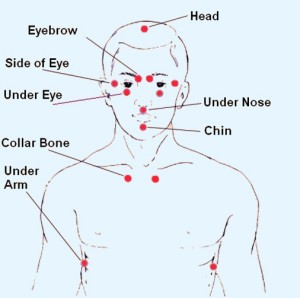 Head
Eyebrow
Side of Eye
Under Eye
Under Nose
Chin
Collar Bone
Under
Arm